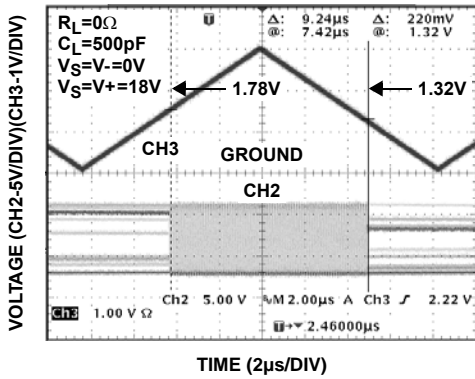 VOLTAGE (CH2-5V/DIV)(CH3-1V/DIV)
RL=0Ω
CL=500pF
VS=V-=0V
VS=V+=18V
Δ: 9.24µs Δ: 220mV
@: 7.42µs @: 1.32 V
1.78V
1.32V
CH3
GROUND
CH2
Ch2 5.00 V M 2.00µs A Ch3 ∫ 2.22 V
Ch3 1.00 V Ω
T→▼ 2.46000µs
TIME (2µs/DIV)